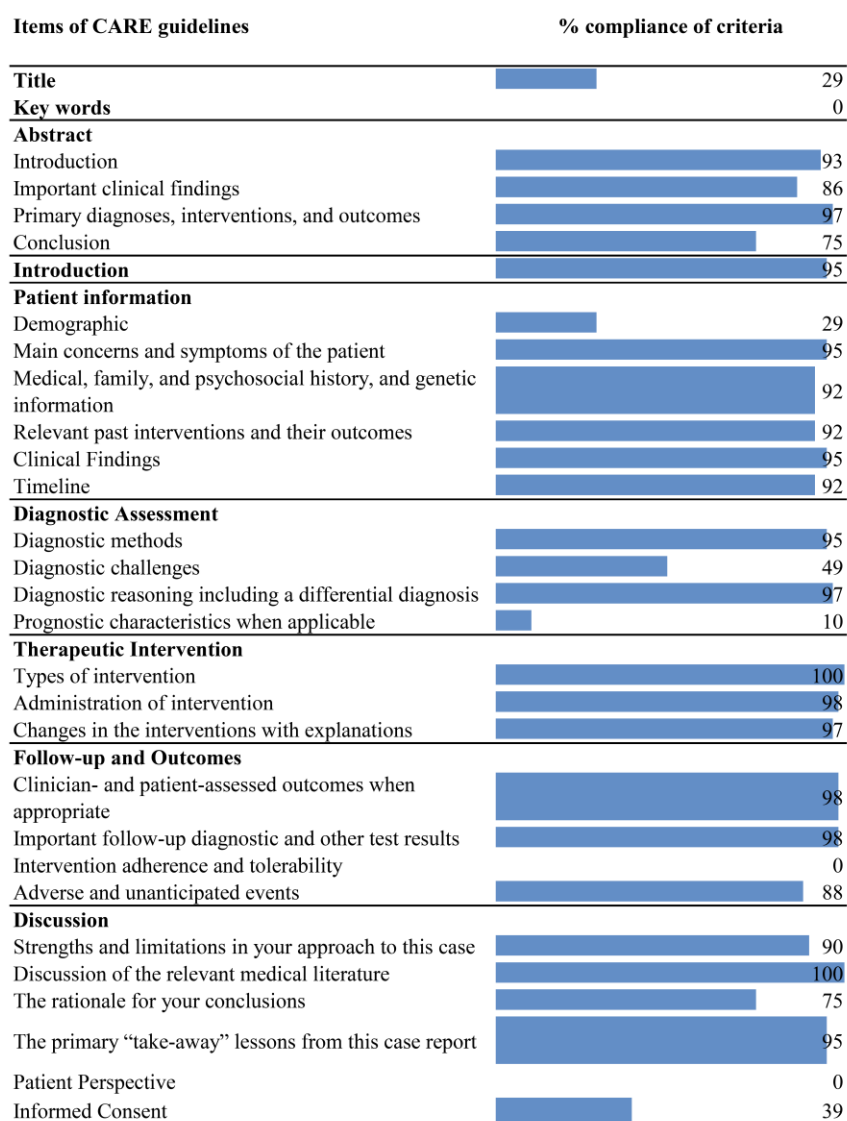 Items of CARE guidelines % compliance of criteria
Title 29
Key words 0
Abstract
Introduction 93
Important clinical findings 86
Primary diagnoses, interventions, and outcomes 97
Conclusion 75
Introduction 95
Patient information
Demographic 29
Main concerns and symptoms of the patient 95
Medical, family, and psychosocial history, and genetic
information 92
Relevant past interventions and their outcomes 92
Clinical Findings 95
Timeline 92
Diagnostic Assessment
Diagnostic methods 95
Diagnostic challenges 49
Diagnostic reasoning including a differential diagnosis 97
Prognostic characteristics when applicable 10
Therapeutic Intervention
Types of intervention 100
Administration of intervention 98
Changes in the interventions with explanations 97
Follow-up and Outcomes
Clinician- and patient-assessed outcomes when
appropriate 98
Important follow-up diagnostic and other test results 98
Intervention adherence and tolerability 0
Adverse and unanticipated events 88
Discussion
Strengths and limitations in your approach to this case 90
Discussion of the relevant medical literature 100
The rationale for your conclusions 75
The primary “take-away” lessons from this case report 95
Patient Perspective 0
Informed Consent 39